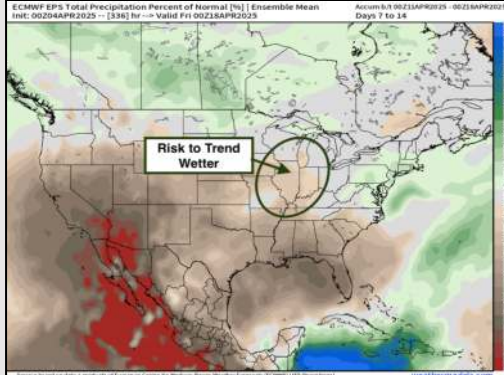 ECMWF EPS Total Precipitation Percent of Normal [%] | Ensemble Mean
Init: 00Z04APR2025 -- [336] hr --> Valid Fri 00Z18APR2025
Accum b/t 00Z11APR2025 - 00Z18APR2025
Days 7 to 14
Risk to Trend
Wetter